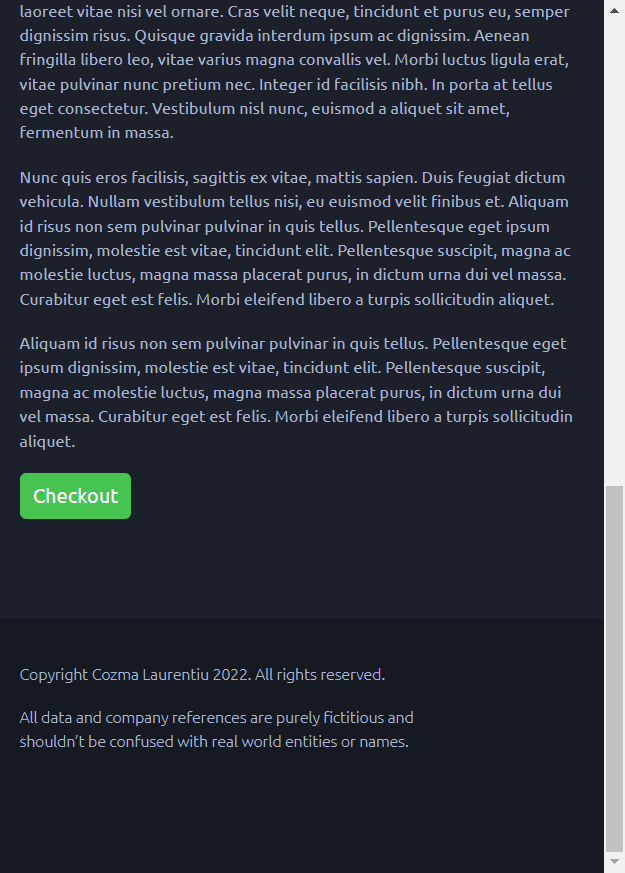 laoreet vitae nisi vel ornare. Cras velit neque, tincidunt et purus eu, semper
dignissim risus. Quisque gravida interdum ipsum ac dignissim. Aenean
fringilla libero leo, vitae varius magna convallis vel. Morbi luctus ligula erat,
vitae pulvinar nunc pretium nec. Integer id facilisis nibh. In porta at tellus
eget consectetur. Vestibulum nisl nunc, euismod a aliquet sit amet,
fermentum in massa.
Nunc quis eros facilisis, sagittis ex vitae, mattis sapien. Duis feugiat dictum
vehicula. Nullam vestibulum tellus nisi, eu euismod velit finibus et. Aliquam
id risus non sem pulvinar pulvinar in quis tellus. Pellentesque eget ipsum
dignissim, molestie est vitae, tincidunt elit. Pellentesque suscipit, magna ac
molestie luctus, magna massa placerat purus, in dictum urna dui vel massa.
Curabitur eget est felis. Morbi eleifend libero a turpis sollicitudin aliquet.
Aliquam id risus non sem pulvinar pulvinar in quis tellus. Pellentesque eget
ipsum dignissim, molestie est vitae, tincidunt elit. Pellentesque suscipit,
magna ac molestie luctus, magna massa placerat purus, in dictum urna dui
vel massa. Curabitur eget est felis. Morbi eleifend libero a turpis sollicitudin
aliquet.
Checkout
Copyright Cozma Laurentiu 2022. All rights reserved.
All data and company references are purely fictitious and
shouldn’t be confused with real world entities or names.